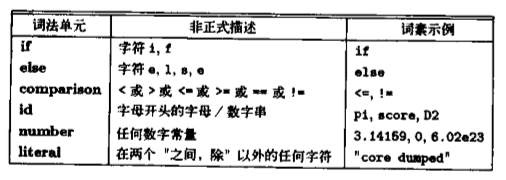 词法单元 非正式描述 词素示例
if 字符 i, f if
else 字符 e, l, s, e else
comparison < 或 > 或 <= 或 >= 或 == 或 != <=, !=
id 字母开头的字母／数字串 pi, score, D2
number 任何数字常量 3.14159, 0, 6.02e23
literal 在两个 "之间，除" 以外的任何字符 "core dumped"